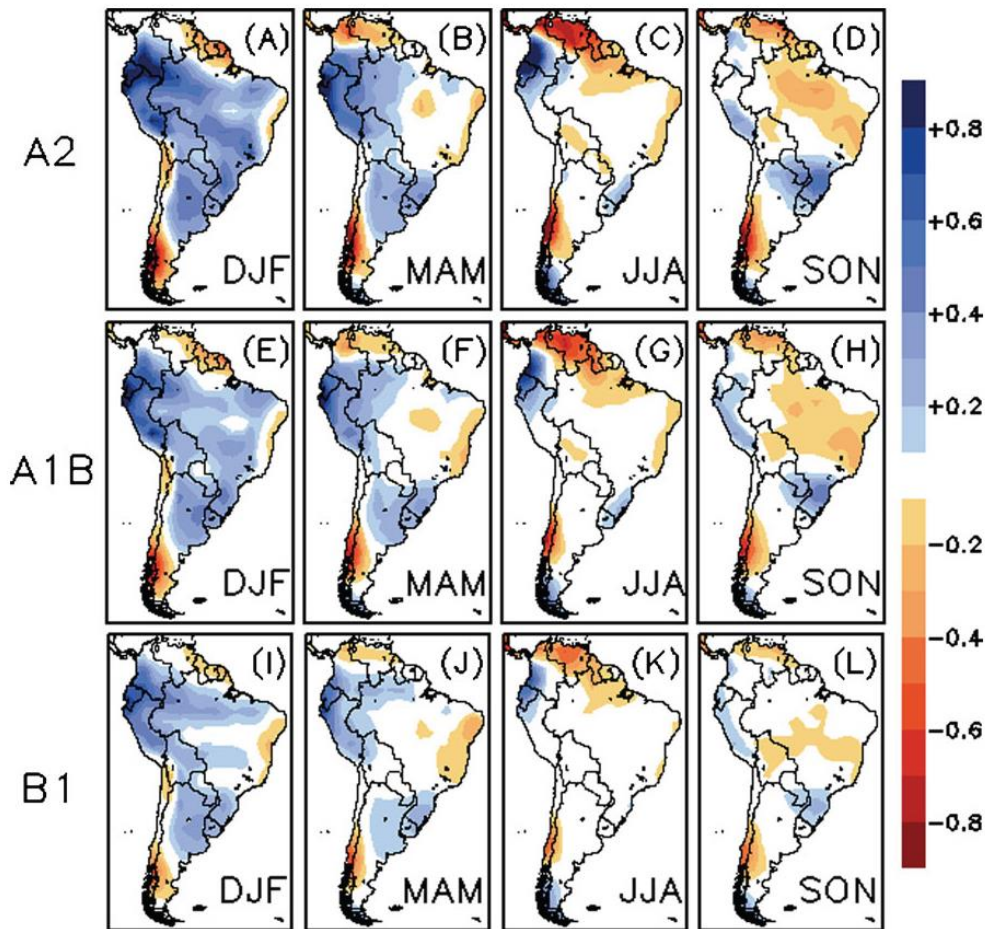 (A) (B) (C) (D)
A2
DJF MAM JJA SON
(E) (F) (G) (H)
A1B
DJF MAM JJA SON
(I) (J) (K) (L)
B1
DJF MAM JJA SON
+0.8
+0.6
+0.4
+0.2
-0.2
-0.4
-0.6
-0.8